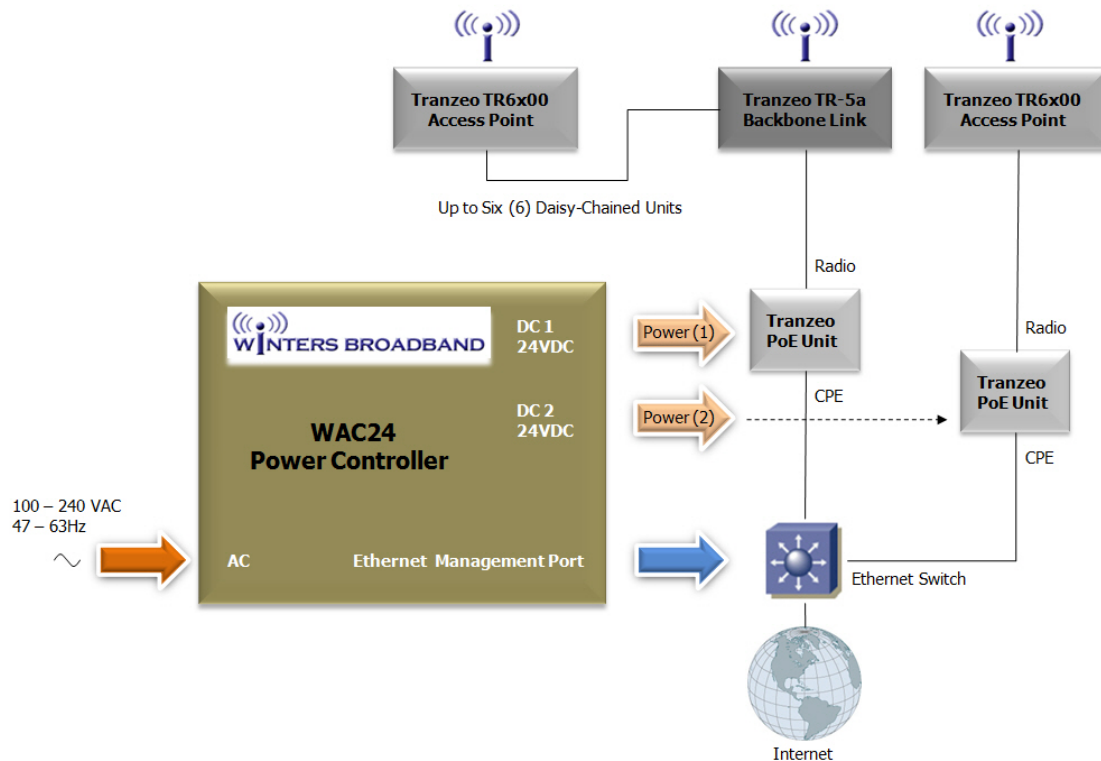 Tranzeo TR6x00
Access Point
Tranzeo TR-5a
Backbone Link
Tranzeo TR6x00
Access Point
Up to Six (6) Daisy-Chained Units
Radio
WINTERS BROADBAND
DC 1
24VDC
Power (1)
Tranzeo
PoE Unit
Radio
CPE
DC 2
24VDC
Power (2)
Tranzeo
PoE Unit
WAC24
Power Controller
CPE
100 – 240 VAC
47 – 63Hz
AC
Ethernet Management Port
Ethernet Switch
Internet